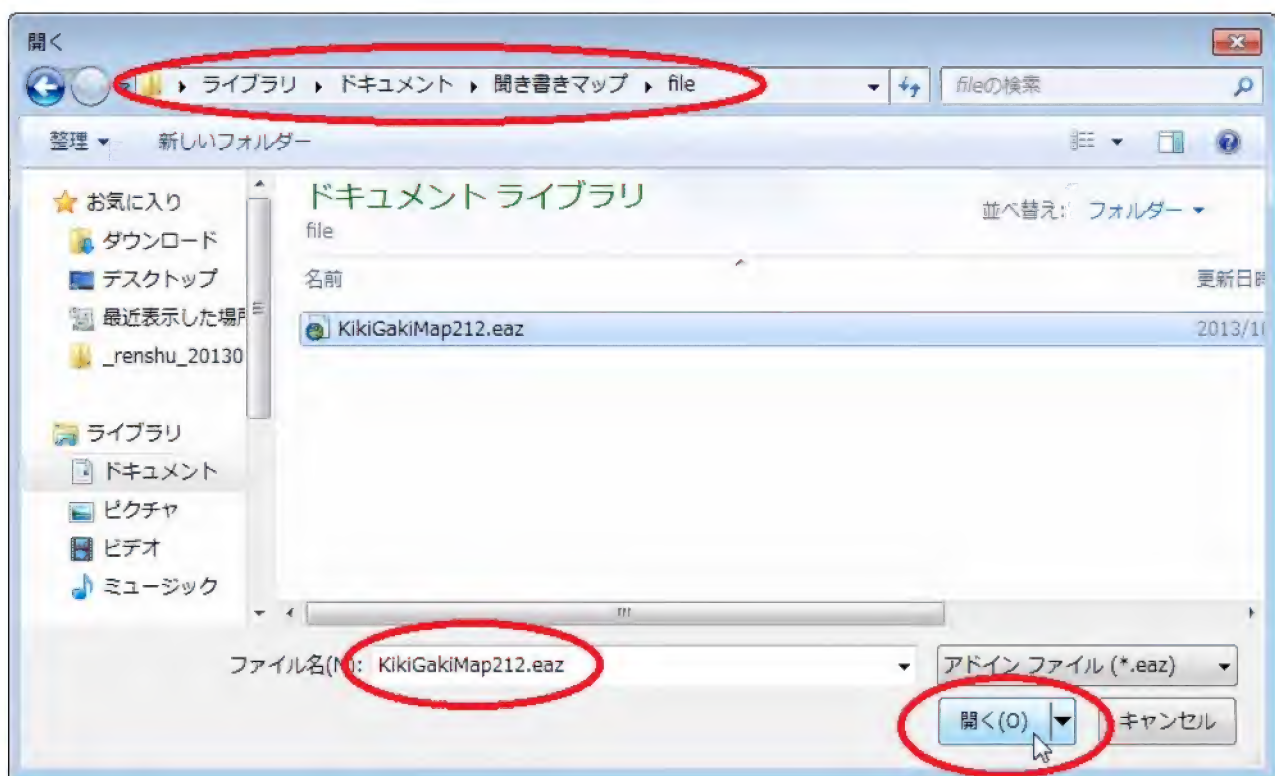 開く
ライブラリ ▸ ドキュメント ▸ 聞き書きマップ ▸ file
fileの検索
整理 ▼ 新しいフォルダー
お気に入り
ダウンロード
デスクトップ
最近表示した場所
_renshu_20130
ライブラリ
ドキュメント
ピクチャ
ビデオ
ミュージック
ドキュメント ライブラリ
file
並べ替え: フォルダー ▼
名前
更新日時
KikiGakiMap212.eaz
2013/1
ファイル名(N): KikiGakiMap212.eaz
アドイン ファイル (*.eaz)
開く(O)
キャンセル